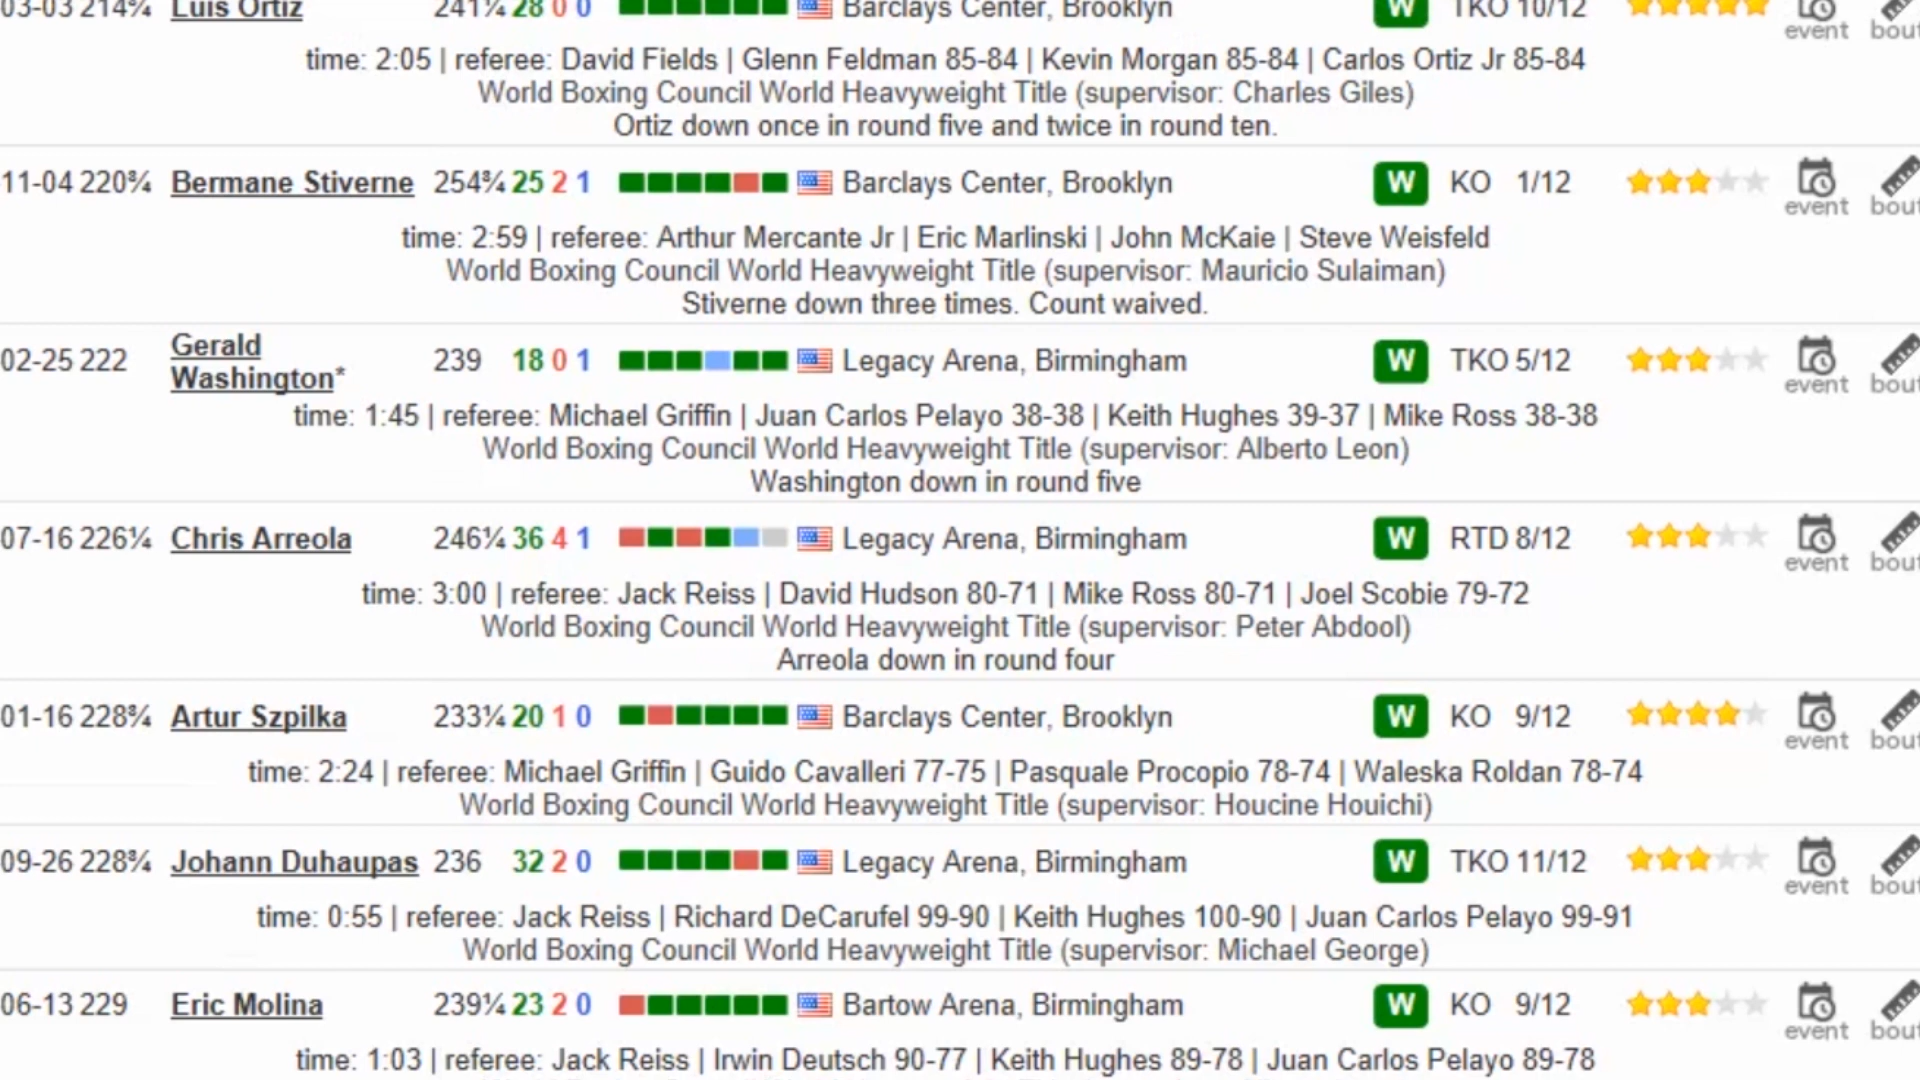 03-03 214¾ Luis Ortiz 241¼ 28 0 0 Barclays Center, Brooklyn W TKO 10/12 event bout
time: 2:05 | referee: David Fields | Glenn Feldman 85-84 | Kevin Morgan 85-84 | Carlos Ortiz Jr 85-84
World Boxing Council World Heavyweight Title (supervisor: Charles Giles)
Ortiz down once in round five and twice in round ten.
11-04 220¾ Bermane Stiverne 254¾ 25 2 1 Barclays Center, Brooklyn W KO 1/12 event bout
time: 2:59 | referee: Arthur Mercante Jr | Eric Marlinski | John McKaie | Steve Weisfeld
World Boxing Council World Heavyweight Title (supervisor: Mauricio Sulaiman)
Stiverne down three times. Count waived.
02-25 222 Gerald Washington* 239 18 0 1 Legacy Arena, Birmingham W TKO 5/12 event bout
time: 1:45 | referee: Michael Griffin | Juan Carlos Pelayo 38-38 | Keith Hughes 39-37 | Mike Ross 38-38
World Boxing Council World Heavyweight Title (supervisor: Alberto Leon)
Washington down in round five
07-16 226¼ Chris Arreola 246¼ 36 4 1 Legacy Arena, Birmingham W RTD 8/12 event bout
time: 3:00 | referee: Jack Reiss | David Hudson 80-71 | Mike Ross 80-71 | Joel Scobie 79-72
World Boxing Council World Heavyweight Title (supervisor: Peter Abdool)
Arreola down in round four
01-16 228¾ Artur Szpilka 233¼ 20 1 0 Barclays Center, Brooklyn W KO 9/12 event bout
time: 2:24 | referee: Michael Griffin | Guido Cavalleri 77-75 | Pasquale Procopio 78-74 | Waleska Roldan 78-74
World Boxing Council World Heavyweight Title (supervisor: Houcine Houichi)
09-26 228¾ Johann Duhaupas 236 32 2 0 Legacy Arena, Birmingham W TKO 11/12 event bout
time: 0:55 | referee: Jack Reiss | Richard DeCarufel 99-90 | Keith Hughes 100-90 | Juan Carlos Pelayo 99-91
World Boxing Council World Heavyweight Title (supervisor: Michael George)
06-13 229 Eric Molina 239¼ 23 2 0 Bartow Arena, Birmingham W KO 9/12 event bout
time: 1:03 | referee: Jack Reiss | Irwin Deutsch 90-77 | Keith Hughes 89-78 | Juan Carlos Pelayo 89-78